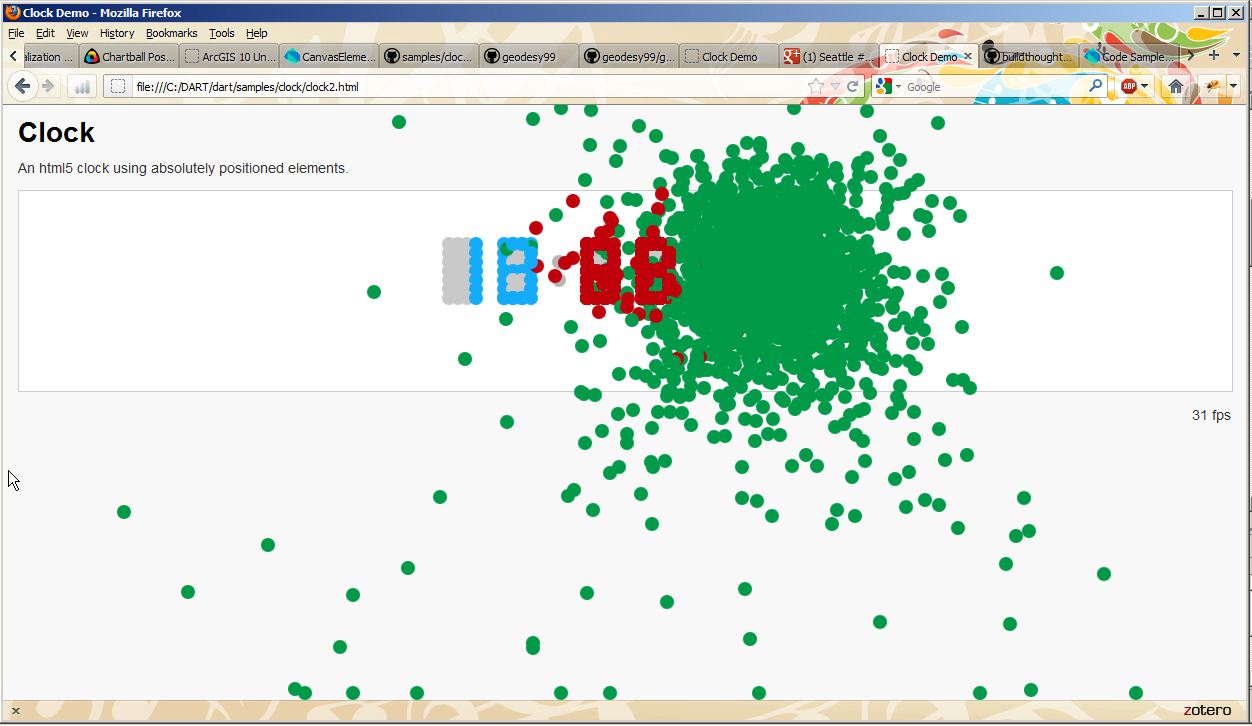 Clock Demo - Mozilla Firefox
File Edit View History Bookmarks Tools Help
alization ... Chartball Pos... ArcGIS 10 Un... CanvasEleme... samples/cloc... geodesy99 geodesy99/g... Clock Demo (1) Seattle #... Clock Demo buildthought... Code Sample...
file:///C:/DART/dart/samples/clock/clock2.html Google ABP
Clock
An html5 clock using absolutely positioned elements.
31 fps
zotero